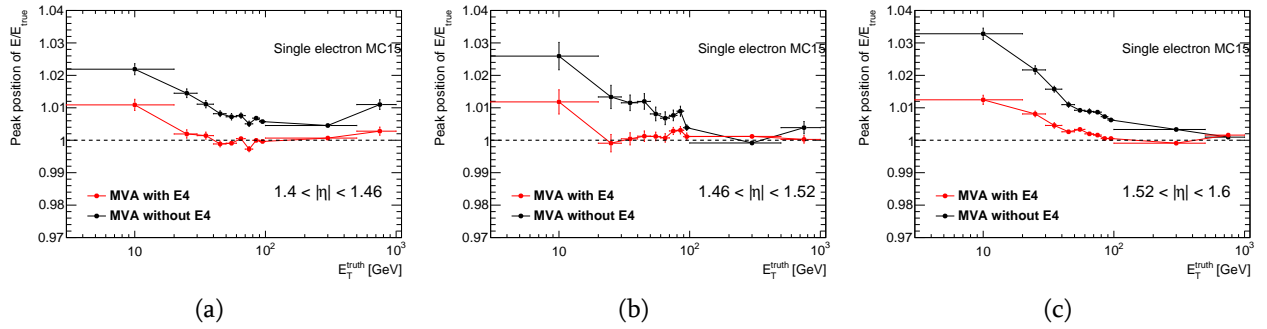 Peak position of E/E_true
1.04
1.03
1.02
1.01
1
0.99
0.98
0.97
Single electron MC15
1.4 < |η| < 1.46
MVA with E4
MVA without E4
10
10²
10³
E_T^truth [GeV]
(a)
Peak position of E/E_true
1.04
1.03
1.02
1.01
1
0.99
0.98
0.97
Single electron MC15
1.46 < |η| < 1.52
MVA with E4
MVA without E4
10
10²
10³
E_T^truth [GeV]
(b)
Peak position of E/E_true
1.04
1.03
1.02
1.01
1
0.99
0.98
0.97
Single electron MC15
1.52 < |η| < 1.6
MVA with E4
MVA without E4
10
10²
10³
E_T^truth [GeV]
(c)